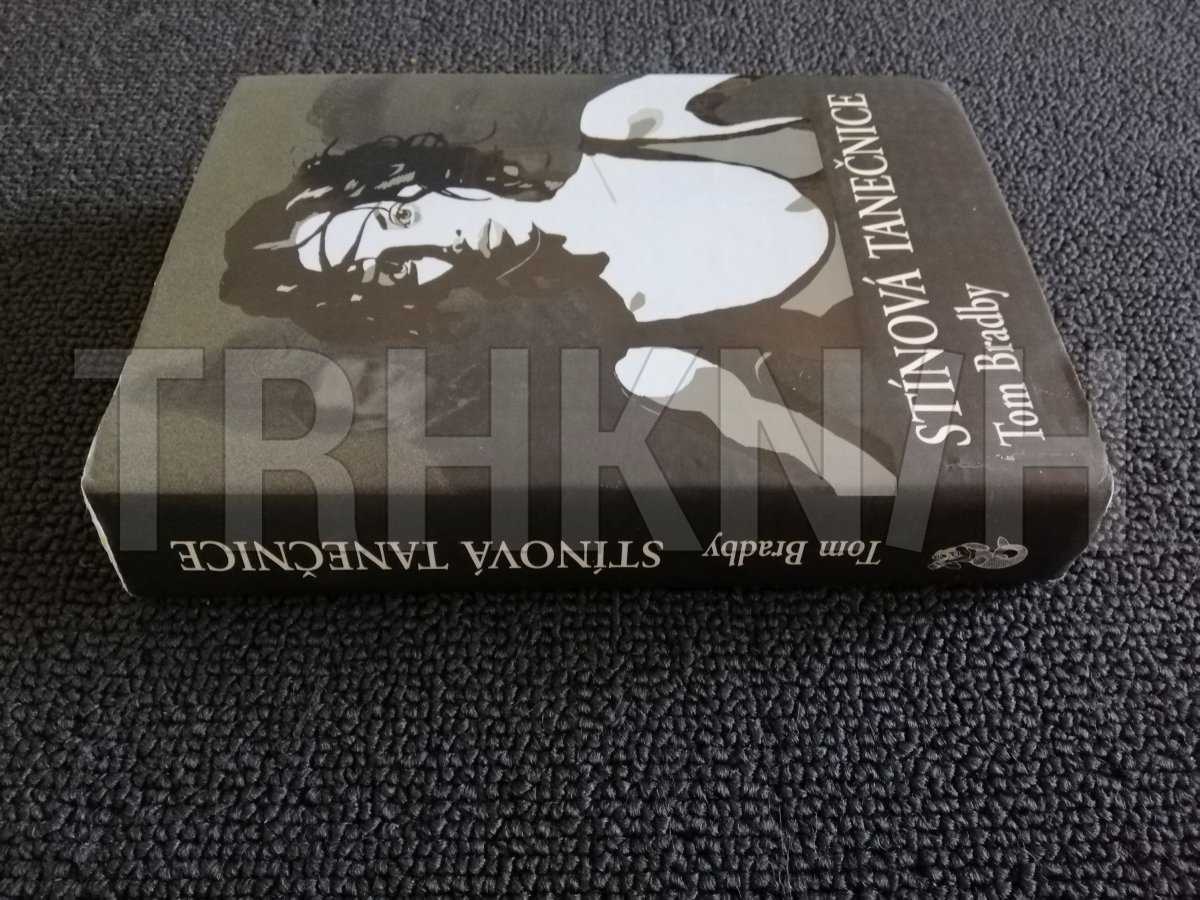 STÍNOVÁ TANEČNICE
Tom Bradby
STÍNOVÁ TANEČNICE Tom Bradby
TRHKNIH